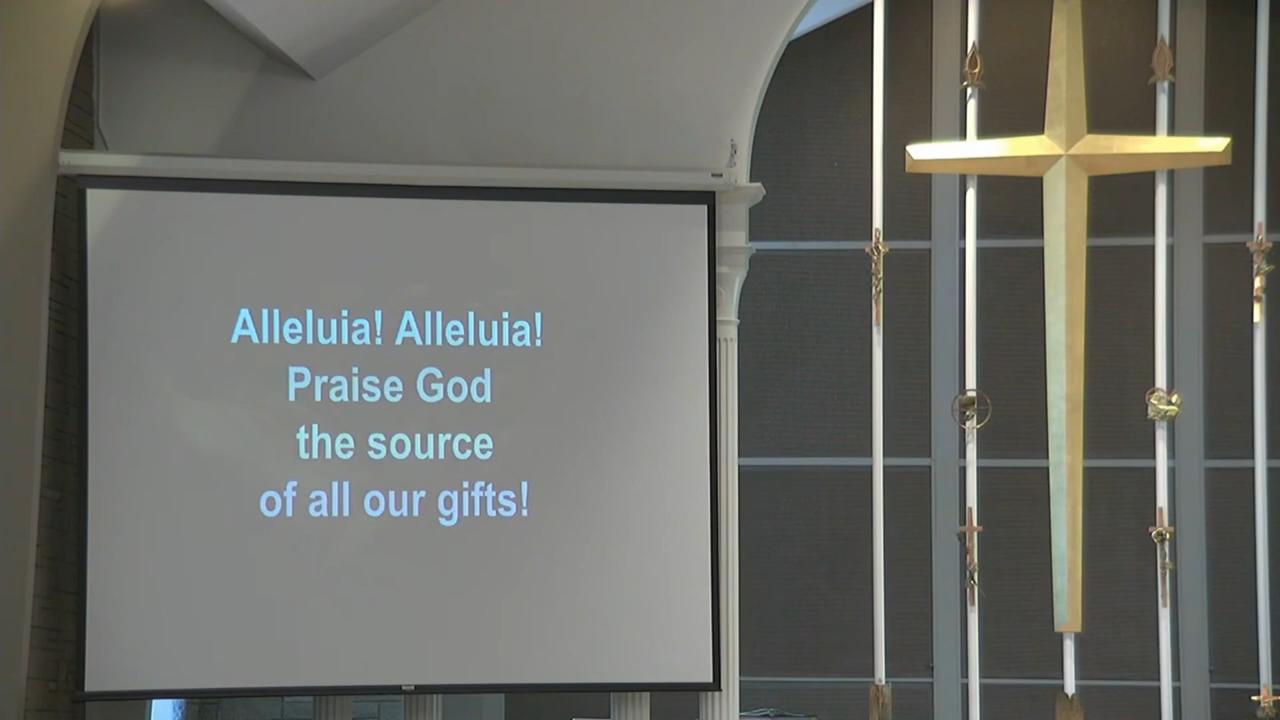 Alleluia! Alleluia!
Praise God
the source
of all our gifts!